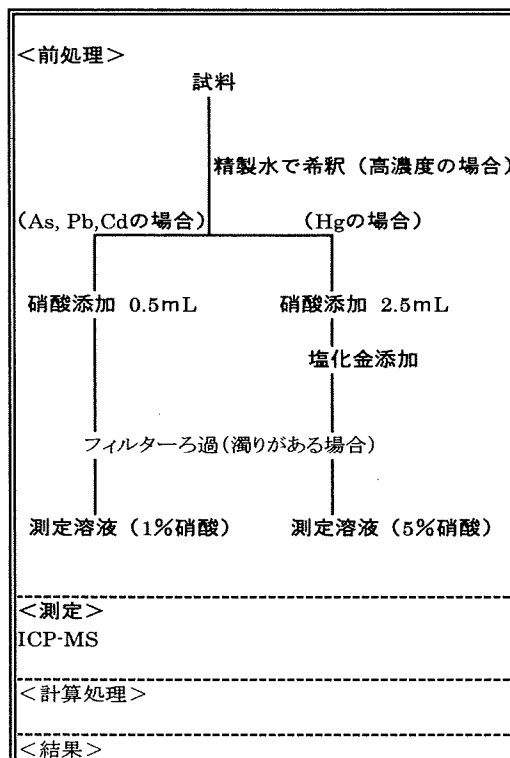 <前処理>
試料
精製水で希釈（高濃度の場合）
（As, Pb,Cdの場合） （Hgの場合）
硝酸添加 0.5mL 硝酸添加 2.5mL
塩化金添加
フィルターろ過（濁りがある場合）
測定溶液（1%硝酸） 測定溶液（5%硝酸）
<測定>
ICP-MS
<計算処理>
<結果>